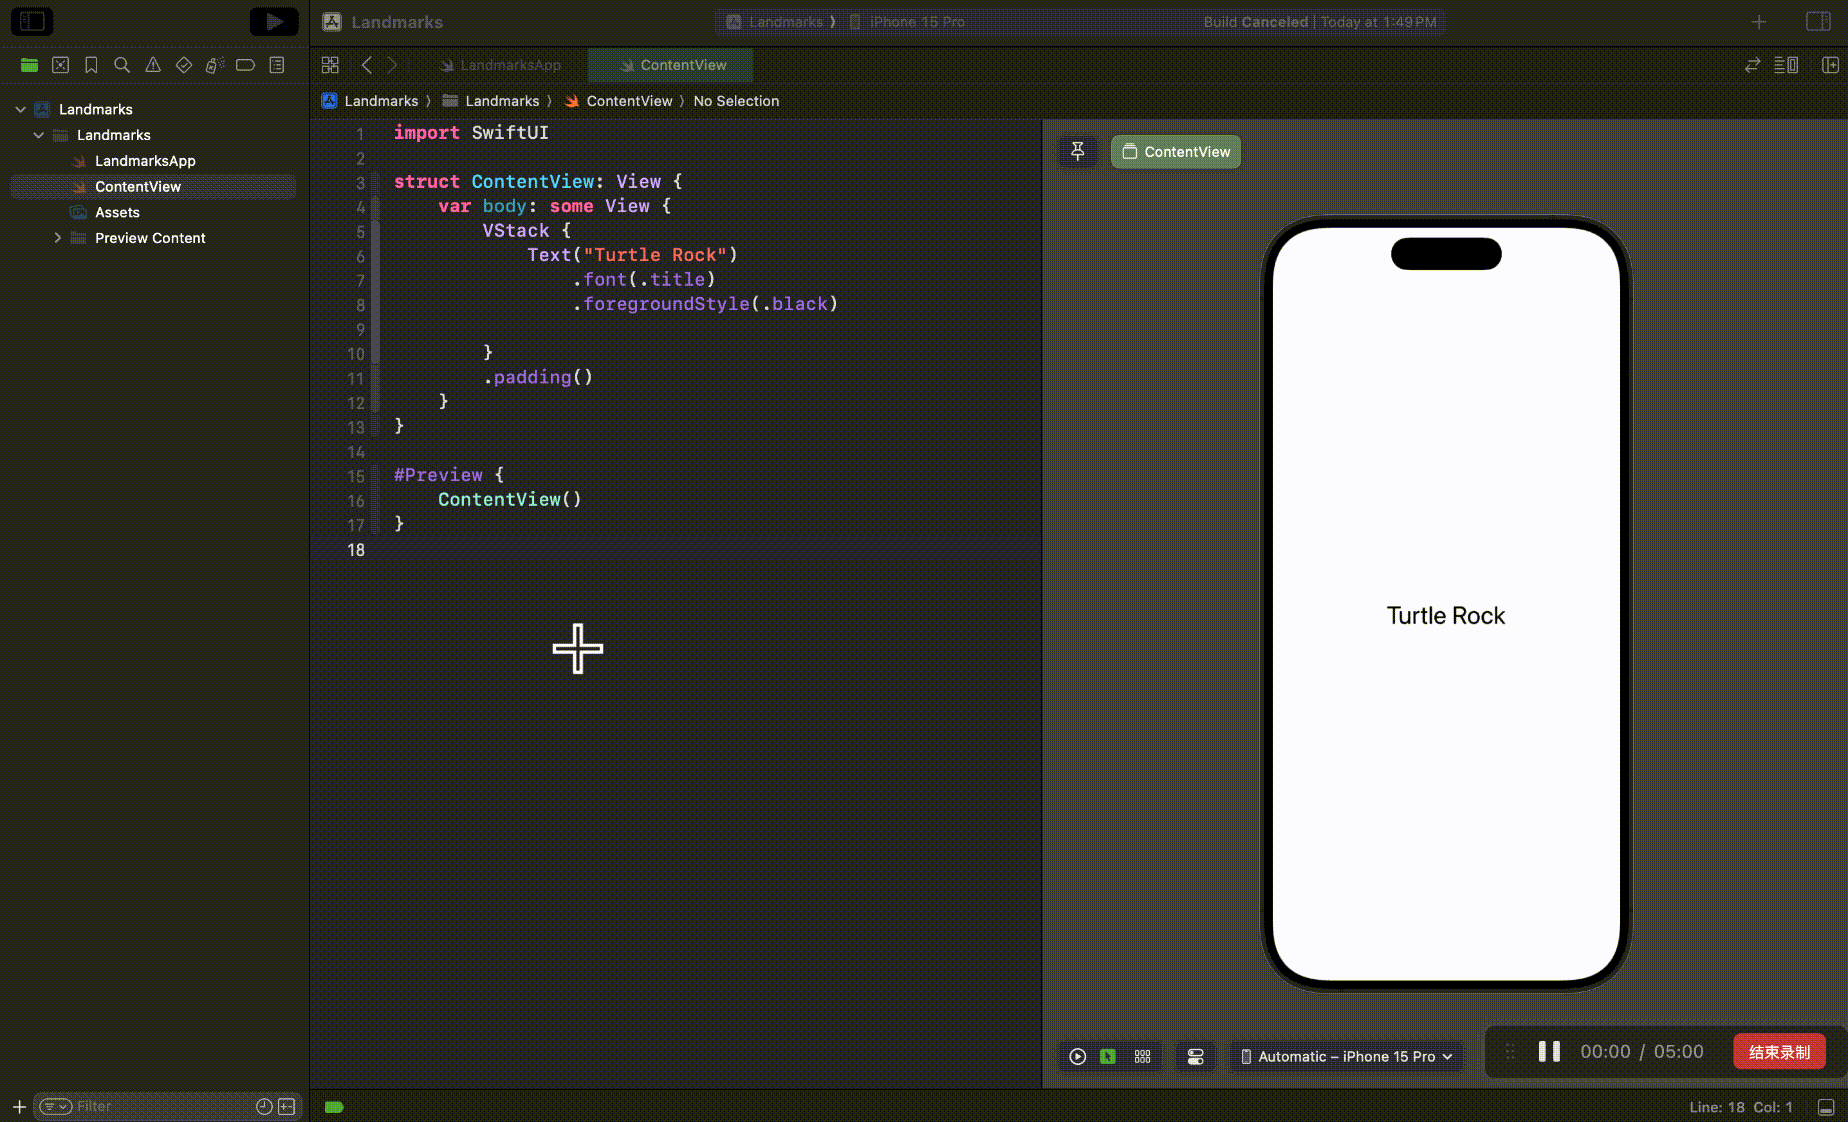 Landmarks
Landmarks 〉 iPhone 15 Pro
Build Canceled | Today at 1:49 PM
LandmarksApp
ContentView
Landmarks 〉 Landmarks 〉 ContentView 〉 No Selection
Landmarks
Landmarks
LandmarksApp
ContentView
Assets
Preview Content
1 import SwiftUI
2
3 struct ContentView: View {
4     var body: some View {
5         VStack {
6             Text("Turtle Rock")
7                 .font(.title)
8                 .foregroundStyle(.black)
9
10         }
11         .padding()
12     }
13 }
14
15 #Preview {
16     ContentView()
17 }
18
ContentView
Turtle Rock
Automatic – iPhone 15 Pro
00:00 / 05:00
结束录制
Filter
Line: 18 Col: 1